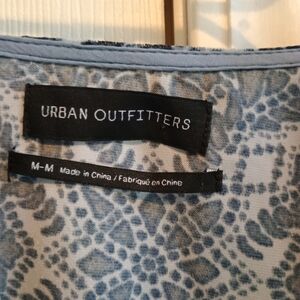 URBAN OUTFITTERS
M-M Made in China / Fabriqué en Chine